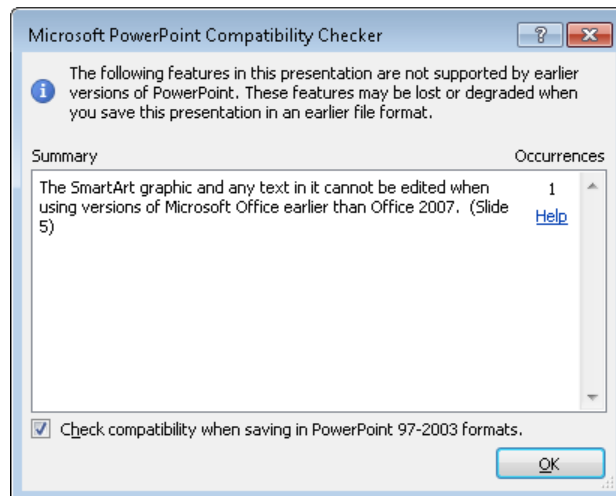 Microsoft PowerPoint Compatibility Checker
The following features in this presentation are not supported by earlier
versions of PowerPoint. These features may be lost or degraded when
you save this presentation in an earlier file format.
Summary Occurrences
The SmartArt graphic and any text in it cannot be edited when 1
using versions of Microsoft Office earlier than Office 2007. (Slide Help
5)
Check compatibility when saving in PowerPoint 97-2003 formats.
OK